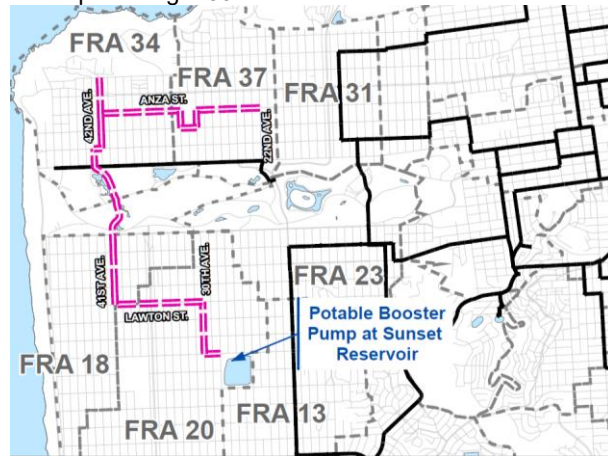 FRA 34
FRA 37
FRA 31
ANZA ST.
42ND AVE.
22ND AVE.
41ST AVE.
30TH AVE.
LAWTON ST.
FRA 23
Potable Booster
Pump at Sunset
Reservoir
FRA 18
FRA 13
FRA 20